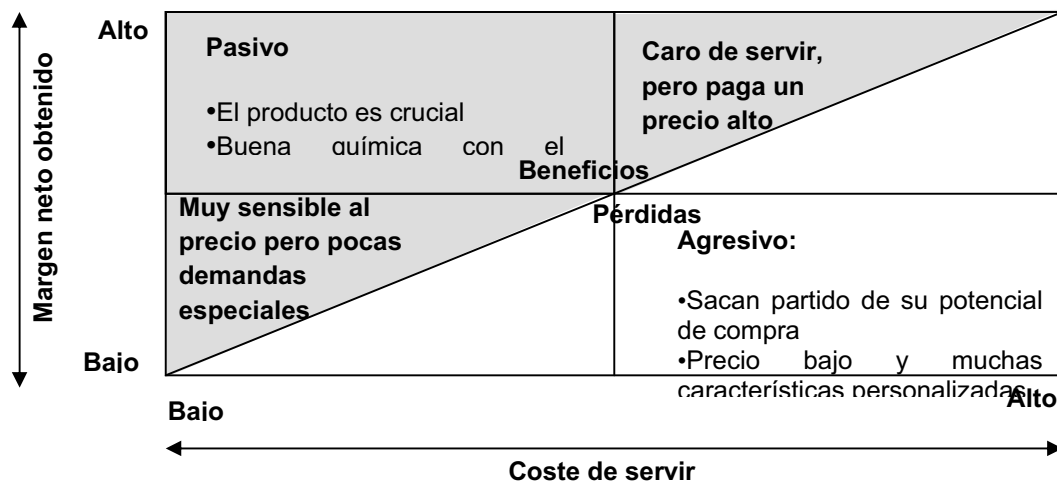 Margen neto obtenido
Alto
Pasivo
•El producto es crucial
•Buena química con el
Caro de servir,
pero paga un
precio alto
Beneficios
Pérdidas
Muy sensible al
precio pero pocas
demandas
especiales
Agresivo:
•Sacan partido de su potencial
de compra
•Precio bajo y muchas
características personalizadas
Bajo
Bajo
Alto
Coste de servir